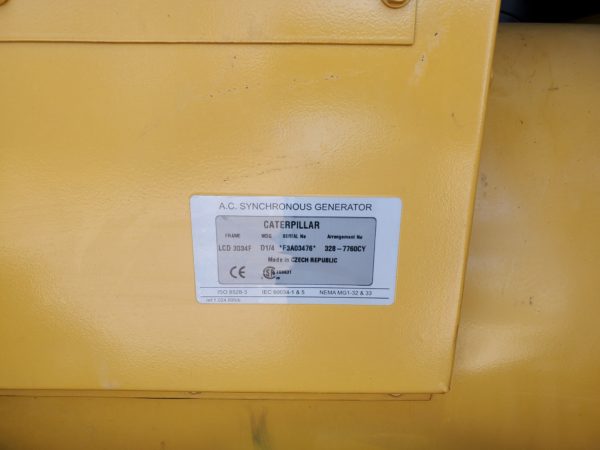 A.C. SYNCHRONOUS GENERATOR
CATERPILLAR
FRAME WDG SERIAL No Arrangement No
LCD 3034F D1/4 *F3A03476* 328-7760CY
Made in CZECH REPUBLIC
CE
ISO 8528-3 IEC 60034-1 & 5 NEMA MG1-32 & 33